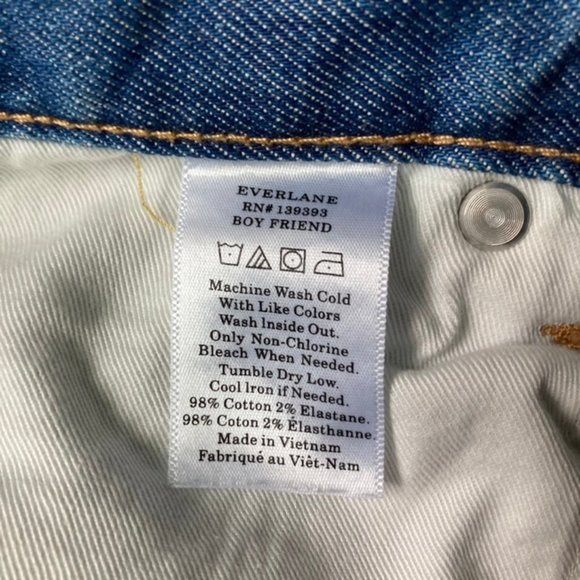 EVERLANE
RN# 139393
BOY FRIEND
Machine Wash Cold
With Like Colors
Wash Inside Out.
Only Non-Chlorine
Bleach When Needed.
Tumble Dry Low.
Cool Iron if Needed.
98% Cotton 2% Elastane.
98% Coton 2% Élasthanne.
Made in Vietnam
Fabriqué au Viêt-Nam